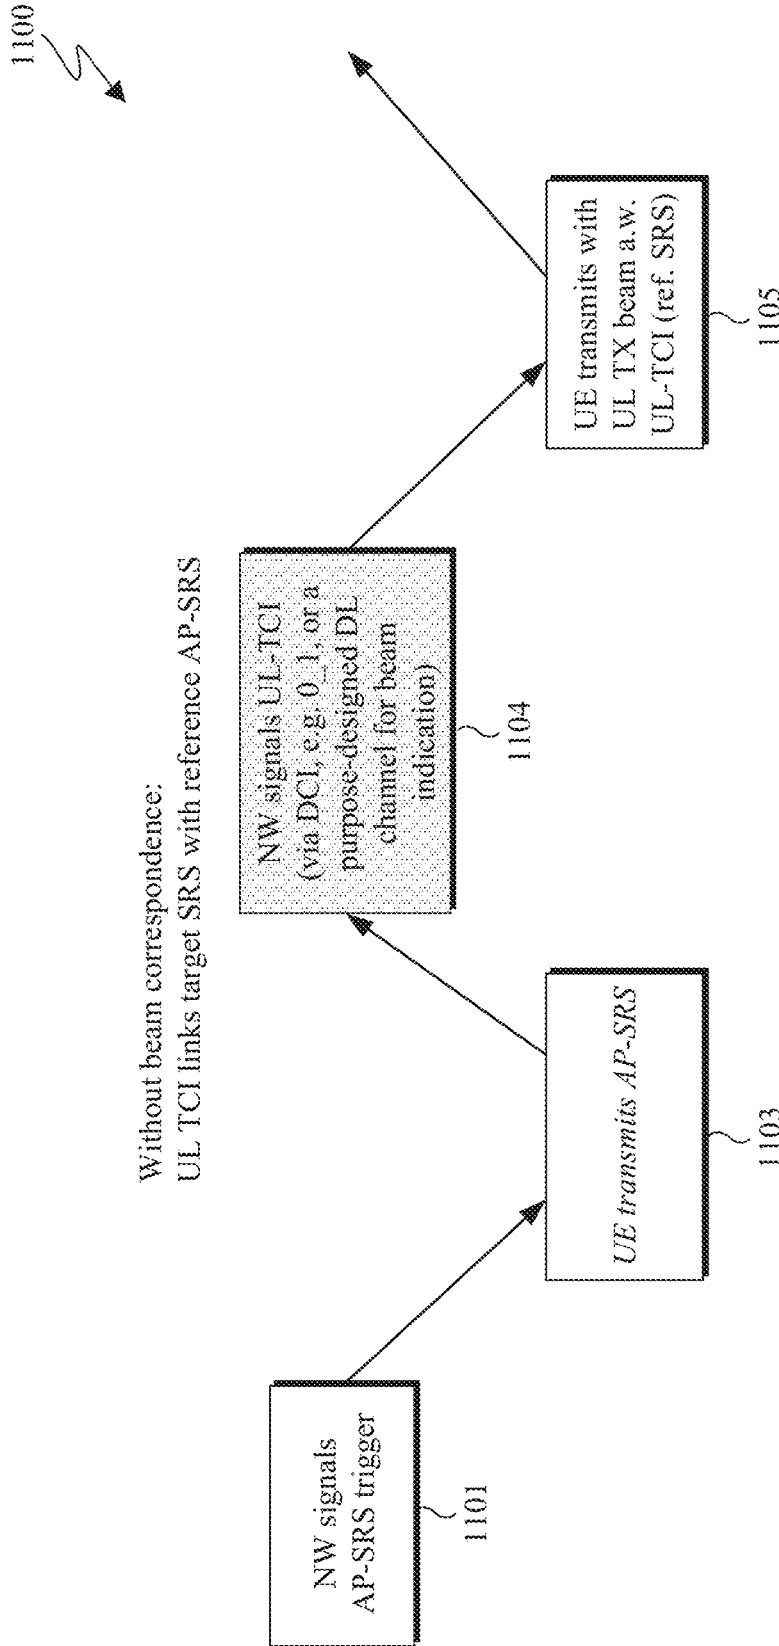 1100
Without beam correspondence:
UL TCI links target SRS with reference AP-SRS
NW signals
AP-SRS trigger
1101
UE transmits AP-SRS
1103
NW signals UL-TCI
(via DCI, e.g. 0_1, or a
purpose-designed DL
channel for beam
indication)
1104
UE transmits with
UL TX beam a.w.
UL-TCI (ref. SRS)
1105